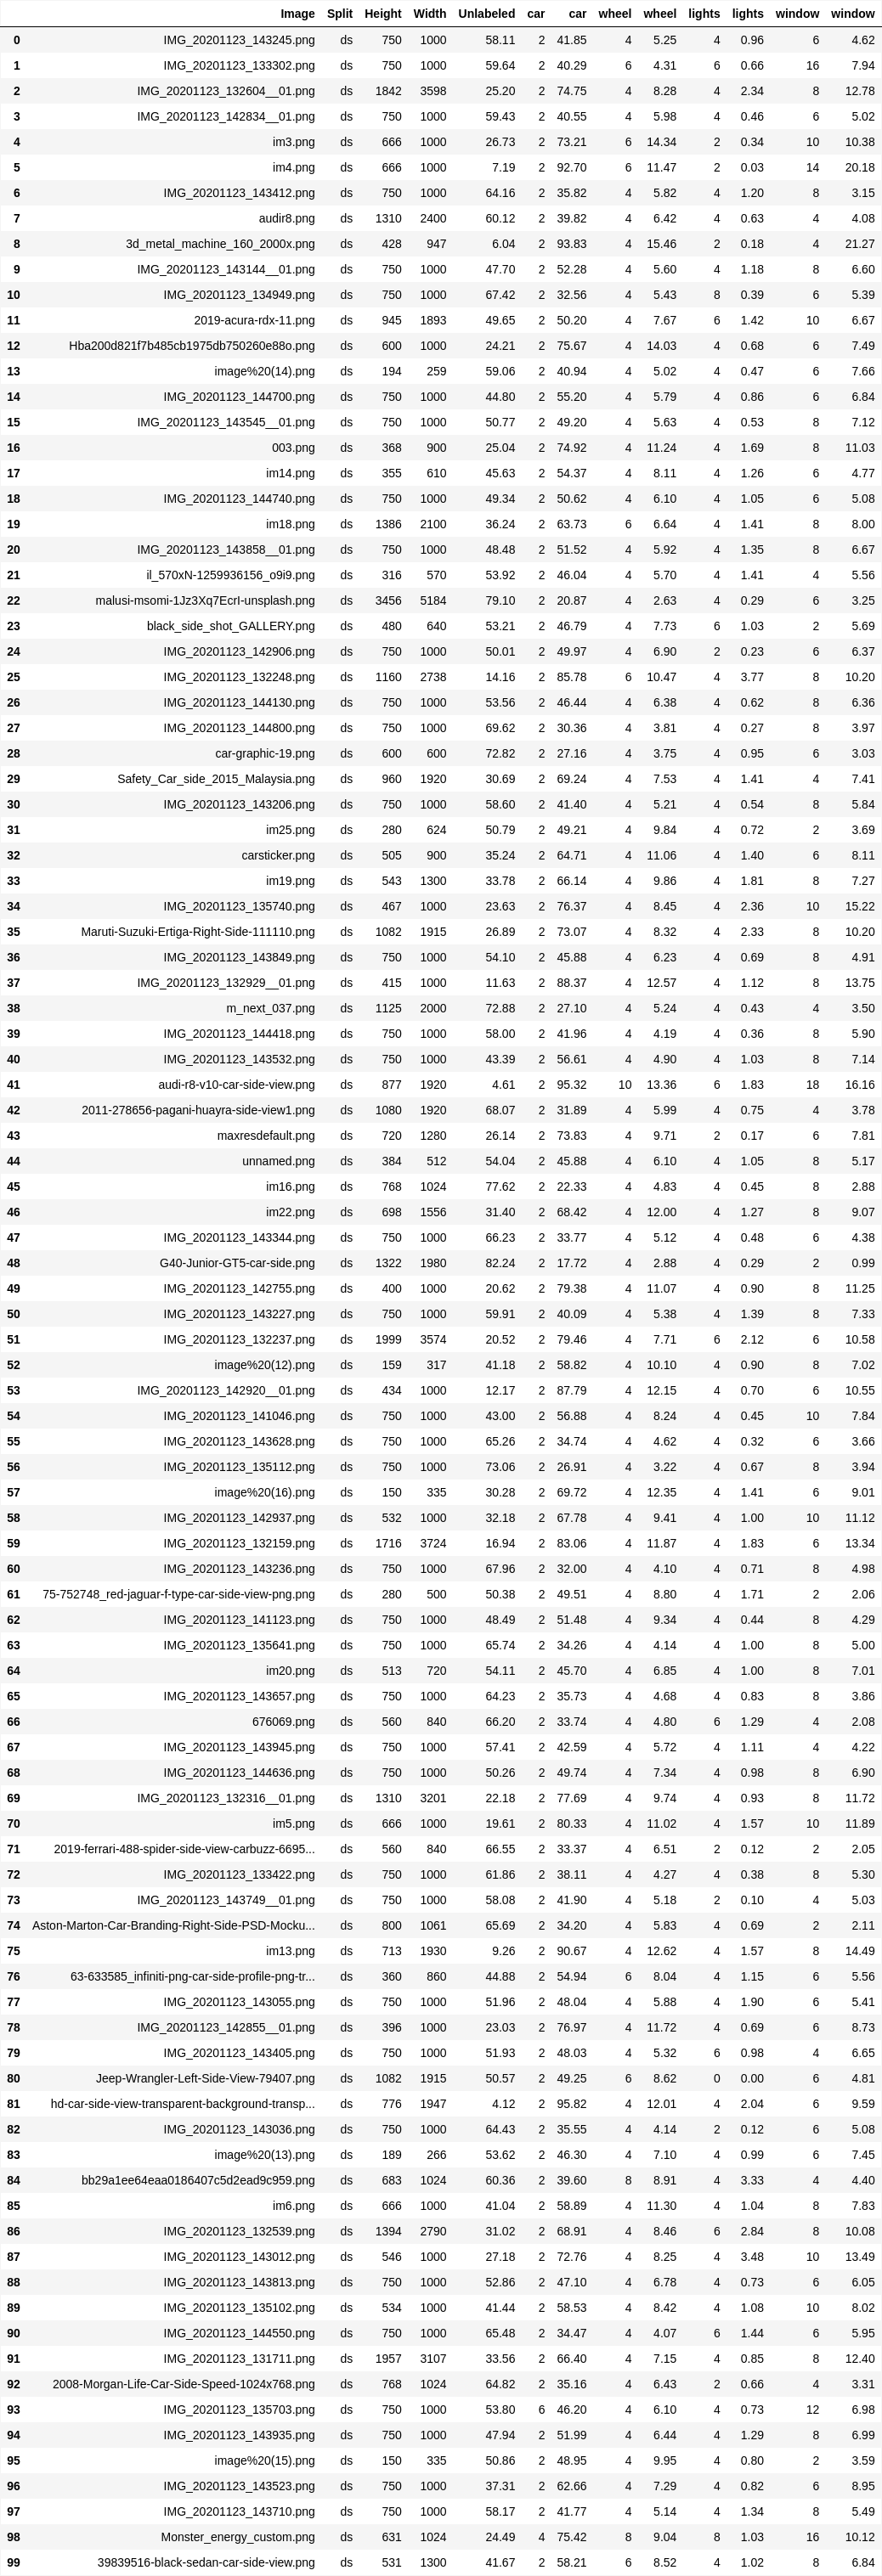 Image Split Height Width Unlabeled car car wheel wheel lights lights window window
0 IMG_20201123_143245.png ds 750 1000 58.11 2 41.85 4 5.25 4 0.96 6 4.62
1 IMG_20201123_133302.png ds 750 1000 59.64 2 40.29 6 4.31 6 0.66 16 7.94
2 IMG_20201123_132604__01.png ds 1842 3598 25.20 2 74.75 4 8.28 4 2.34 8 12.78
3 IMG_20201123_142834__01.png ds 750 1000 59.43 2 40.55 4 5.98 4 0.46 6 5.02
4 im3.png ds 666 1000 26.73 2 73.21 6 14.34 2 0.34 10 10.38
5 im4.png ds 666 1000 7.19 2 92.70 6 11.47 2 0.03 14 20.18
6 IMG_20201123_143412.png ds 750 1000 64.16 2 35.82 4 5.82 4 1.20 8 3.15
7 audir8.png ds 1310 2400 60.12 2 39.82 4 6.42 4 0.63 4 4.08
8 3d_metal_machine_160_2000x.png ds 428 947 6.04 2 93.83 4 15.46 2 0.18 4 21.27
9 IMG_20201123_143144__01.png ds 750 1000 47.70 2 52.28 4 5.60 4 1.18 8 6.60
10 IMG_20201123_134949.png ds 750 1000 67.42 2 32.56 4 5.43 8 0.39 6 5.39
11 2019-acura-rdx-11.png ds 945 1893 49.65 2 50.20 4 7.67 6 1.42 10 6.67
12 Hba200d821f7b485cb1975db750260e88o.png ds 600 1000 24.21 2 75.67 4 14.03 4 0.68 6 7.49
13 image%20(14).png ds 194 259 59.06 2 40.94 4 5.02 4 0.47 6 7.66
14 IMG_20201123_144700.png ds 750 1000 44.80 2 55.20 4 5.79 4 0.86 6 6.84
15 IMG_20201123_143545__01.png ds 750 1000 50.77 2 49.20 4 5.63 4 0.53 8 7.12
16 003.png ds 368 900 25.04 2 74.92 4 11.24 4 1.69 8 11.03
17 im14.png ds 355 610 45.63 2 54.37 4 8.11 4 1.26 6 4.77
18 IMG_20201123_144740.png ds 750 1000 49.34 2 50.62 4 6.10 4 1.05 6 5.08
19 im18.png ds 1386 2100 36.24 2 63.73 6 6.64 4 1.41 8 8.00
20 IMG_20201123_143858__01.png ds 750 1000 48.48 2 51.52 4 5.92 4 1.35 8 6.67
21 il_570xN-1259936156_o9i9.png ds 316 570 53.92 2 46.04 4 5.70 4 1.41 4 5.56
22 malusi-msomi-1Jz3Xq7EcrI-unsplash.png ds 3456 5184 79.10 2 20.87 4 2.63 4 0.29 6 3.25
23 black_side_shot_GALLERY.png ds 480 640 53.21 2 46.79 4 7.73 6 1.03 2 5.69
24 IMG_20201123_142906.png ds 750 1000 50.01 2 49.97 4 6.90 2 0.23 6 6.37
25 IMG_20201123_132248.png ds 1160 2738 14.16 2 85.78 6 10.47 4 3.77 8 10.20
26 IMG_20201123_144130.png ds 750 1000 53.56 2 46.44 4 6.38 4 0.62 8 6.36
27 IMG_20201123_144800.png ds 750 1000 69.62 2 30.36 4 3.81 4 0.27 8 3.97
28 car-graphic-19.png ds 600 600 72.82 2 27.16 4 3.75 4 0.95 6 3.03
29 Safety_Car_side_2015_Malaysia.png ds 960 1920 30.69 2 69.24 4 7.53 4 1.41 4 7.41
30 IMG_20201123_143206.png ds 750 1000 58.60 2 41.40 4 5.21 4 0.54 8 5.84
31 im25.png ds 280 624 50.79 2 49.21 4 9.84 4 0.72 2 3.69
32 carsticker.png ds 505 900 35.24 2 64.71 4 11.06 4 1.40 6 8.11
33 im19.png ds 543 1300 33.78 2 66.14 4 9.86 4 1.81 8 7.27
34 IMG_20201123_135740.png ds 467 1000 23.63 2 76.37 4 8.45 4 2.36 10 15.22
35 Maruti-Suzuki-Ertiga-Right-Side-111110.png ds 1082 1915 26.89 2 73.07 4 8.32 4 2.33 8 10.20
36 IMG_20201123_143849.png ds 750 1000 54.10 2 45.88 4 6.23 4 0.69 8 4.91
37 IMG_20201123_132929__01.png ds 415 1000 11.63 2 88.37 4 12.57 4 1.12 8 13.75
38 m_next_037.png ds 1125 2000 72.88 2 27.10 4 5.24 4 0.43 4 3.50
39 IMG_20201123_144418.png ds 750 1000 58.00 2 41.96 4 4.19 4 0.36 8 5.90
40 IMG_20201123_143532.png ds 750 1000 43.39 2 56.61 4 4.90 4 1.03 8 7.14
41 audi-r8-v10-car-side-view.png ds 877 1920 4.61 2 95.32 10 13.36 6 1.83 18 16.16
42 2011-278656-pagani-huayra-side-view1.png ds 1080 1920 68.07 2 31.89 4 5.99 4 0.75 4 3.78
43 maxresdefault.png ds 720 1280 26.14 2 73.83 4 9.71 2 0.17 6 7.81
44 unnamed.png ds 384 512 54.04 2 45.88 4 6.10 4 1.05 8 5.17
45 im16.png ds 768 1024 77.62 2 22.33 4 4.83 4 0.45 8 2.88
46 im22.png ds 698 1556 31.40 2 68.42 4 12.00 4 1.27 8 9.07
47 IMG_20201123_143344.png ds 750 1000 66.23 2 33.77 4 5.12 4 0.48 6 4.38
48 G40-Junior-GT5-car-side.png ds 1322 1980 82.24 2 17.72 4 2.88 4 0.29 2 0.99
49 IMG_20201123_142755.png ds 400 1000 20.62 2 79.38 4 11.07 4 0.90 8 11.25
50 IMG_20201123_143227.png ds 750 1000 59.91 2 40.09 4 5.38 4 1.39 8 7.33
51 IMG_20201123_132237.png ds 1999 3574 20.52 2 79.46 4 7.71 6 2.12 6 10.58
52 image%20(12).png ds 159 317 41.18 2 58.82 4 10.10 4 0.90 8 7.02
53 IMG_20201123_142920__01.png ds 434 1000 12.17 2 87.79 4 12.15 4 0.70 6 10.55
54 IMG_20201123_141046.png ds 750 1000 43.00 2 56.88 4 8.24 4 0.45 10 7.84
55 IMG_20201123_143628.png ds 750 1000 65.26 2 34.74 4 4.62 4 0.32 6 3.66
56 IMG_20201123_135112.png ds 750 1000 73.06 2 26.91 4 3.22 4 0.67 8 3.94
57 image%20(16).png ds 150 335 30.28 2 69.72 4 12.35 4 1.41 6 9.01
58 IMG_20201123_142937.png ds 532 1000 32.18 2 67.78 4 9.41 4 1.00 10 11.12
59 IMG_20201123_132159.png ds 1716 3724 16.94 2 83.06 4 11.87 4 1.83 6 13.34
60 IMG_20201123_143236.png ds 750 1000 67.96 2 32.00 4 4.10 4 0.71 8 4.98
61 75-752748_red-jaguar-f-type-car-side-view-png.png ds 280 500 50.38 2 49.51 4 8.80 4 1.71 2 2.06
62 IMG_20201123_141123.png ds 750 1000 48.49 2 51.48 4 9.34 4 0.44 8 4.29
63 IMG_20201123_135641.png ds 750 1000 65.74 2 34.26 4 4.14 4 1.00 8 5.00
64 im20.png ds 513 720 54.11 2 45.70 4 6.85 4 1.00 8 7.01
65 IMG_20201123_143657.png ds 750 1000 64.23 2 35.73 4 4.68 4 0.83 8 3.86
66 676069.png ds 560 840 66.20 2 33.74 4 4.80 6 1.29 4 2.08
67 IMG_20201123_143945.png ds 750 1000 57.41 2 42.59 4 5.72 4 1.11 4 4.22
68 IMG_20201123_144636.png ds 750 1000 50.26 2 49.74 4 7.34 4 0.98 8 6.90
69 IMG_20201123_132316__01.png ds 1310 3201 22.18 2 77.69 4 9.74 4 0.93 8 11.72
70 im5.png ds 666 1000 19.61 2 80.33 4 11.02 4 1.57 10 11.89
71 2019-ferrari-488-spider-side-view-carbuzz-6695... ds 560 840 66.55 2 33.37 4 6.51 2 0.12 2 2.05
72 IMG_20201123_133422.png ds 750 1000 61.86 2 38.11 4 4.27 4 0.38 8 5.30
73 IMG_20201123_143749__01.png ds 750 1000 58.08 2 41.90 4 5.18 2 0.10 4 5.03
74 Aston-Marton-Car-Branding-Right-Side-PSD-Mocku... ds 800 1061 65.69 2 34.20 4 5.83 4 0.69 2 2.11
75 im13.png ds 713 1930 9.26 2 90.67 4 12.62 4 1.57 8 14.49
76 63-633585_infiniti-png-car-side-profile-png-tr... ds 360 860 44.88 2 54.94 6 8.04 4 1.15 6 5.56
77 IMG_20201123_143055.png ds 750 1000 51.96 2 48.04 4 5.88 4 1.90 6 5.41
78 IMG_20201123_142855__01.png ds 396 1000 23.03 2 76.97 4 11.72 4 0.69 6 8.73
79 IMG_20201123_143405.png ds 750 1000 51.93 2 48.03 4 5.32 6 0.98 4 6.65
80 Jeep-Wrangler-Left-Side-View-79407.png ds 1082 1915 50.57 2 49.25 6 8.62 0 0.00 6 4.81
81 hd-car-side-view-transparent-background-transp... ds 776 1947 4.12 2 95.82 4 12.01 4 2.04 6 9.59
82 IMG_20201123_143036.png ds 750 1000 64.43 2 35.55 4 4.14 2 0.12 6 5.08
83 image%20(13).png ds 189 266 53.62 2 46.30 4 7.10 4 0.99 6 7.45
84 bb29a1ee64eaa0186407c5d2ead9c959.png ds 683 1024 60.36 2 39.60 8 8.91 4 3.33 4 4.40
85 im6.png ds 666 1000 41.04 2 58.89 4 11.30 4 1.04 8 7.83
86 IMG_20201123_132539.png ds 1394 2790 31.02 2 68.91 4 8.46 6 2.84 8 10.08
87 IMG_20201123_143012.png ds 546 1000 27.18 2 72.76 4 8.25 4 3.48 10 13.49
88 IMG_20201123_143813.png ds 750 1000 52.86 2 47.10 4 6.78 4 0.73 6 6.05
89 IMG_20201123_135102.png ds 534 1000 41.44 2 58.53 4 8.42 4 1.08 10 8.02
90 IMG_20201123_144550.png ds 750 1000 65.48 2 34.47 4 4.07 6 1.44 6 5.95
91 IMG_20201123_131711.png ds 1957 3107 33.56 2 66.40 4 7.15 4 0.85 8 12.40
92 2008-Morgan-Life-Car-Side-Speed-1024x768.png ds 768 1024 64.82 2 35.16 4 6.43 2 0.66 4 3.31
93 IMG_20201123_135703.png ds 750 1000 53.80 6 46.20 4 6.10 4 0.73 12 6.98
94 IMG_20201123_143935.png ds 750 1000 47.94 2 51.99 4 6.44 4 1.29 8 6.99
95 image%20(15).png ds 150 335 50.86 2 48.95 4 9.95 4 0.80 2 3.59
96 IMG_20201123_143523.png ds 750 1000 37.31 2 62.66 4 7.29 4 0.82 6 8.95
97 IMG_20201123_143710.png ds 750 1000 58.17 2 41.77 4 5.14 4 1.34 8 5.49
98 Monster_energy_custom.png ds 631 1024 24.49 4 75.42 8 9.04 8 1.03 16 10.12
99 39839516-black-sedan-car-side-view.png ds 531 1300 41.67 2 58.21 6 8.52 4 1.02 8 6.84